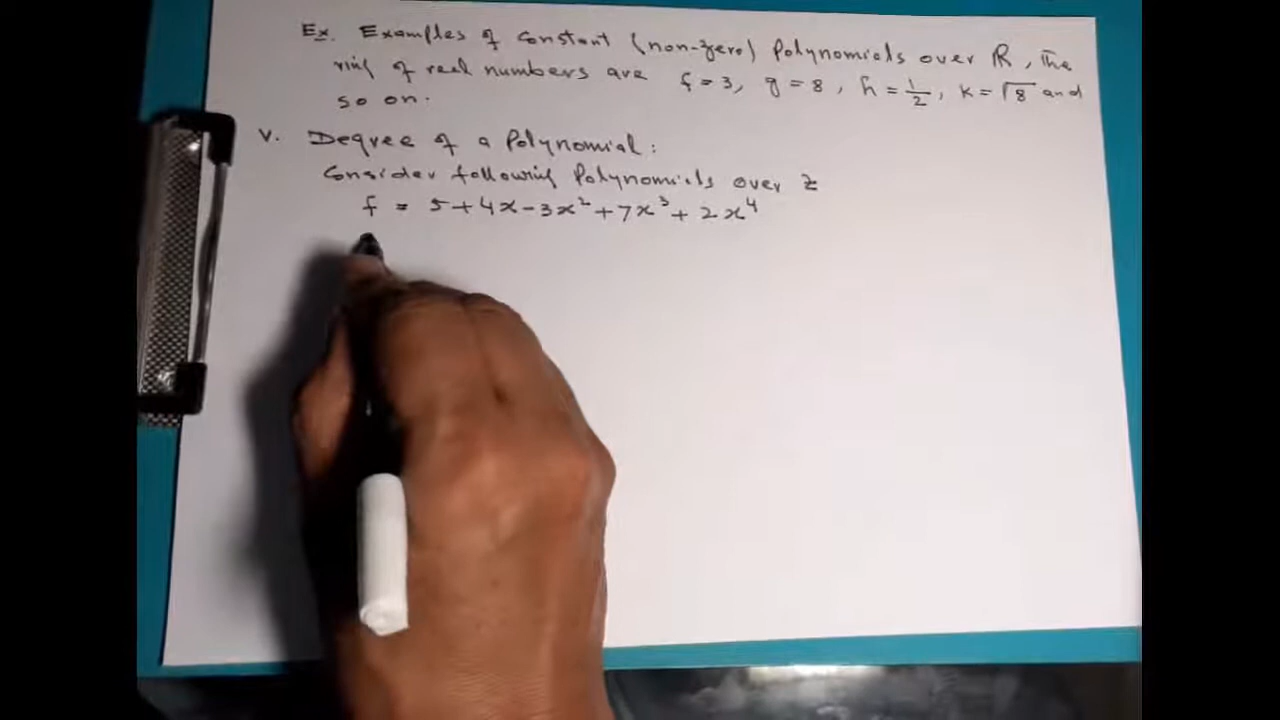 Ex. Examples of constant (non-zero) Polynomials over R, the
ring of real numbers are f = 3, g = 8, h = 1/2, k = √8 and
so on.
V. Degree of a Polynomial:
Consider following Polynomials over Z
f = 5 + 4x - 3x² + 7x³ + 2x⁴